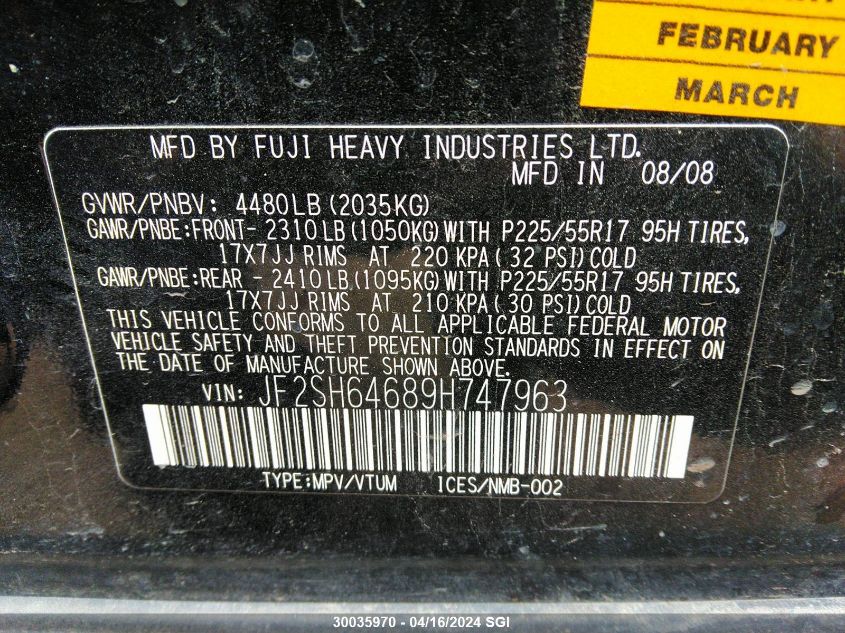 FEBRUARY
MARCH
MFD BY FUJI HEAVY INDUSTRIES LTD.
MFD IN 08/08
GVWR/PNBV: 4480LB (2035KG)
GAWR/PNBE:FRONT- 2310 LB (1050KG) WITH P225/55R17 95H TIRES,
17X7JJ RIMS AT 220 KPA ( 32 PSI) COLD
GAWR/PNBE:REAR - 2410 LB (1095KG) WITH P225/55R17 95H TIRES,
17X7JJ RIMS AT 210 KPA (30 PSI) COLD
THIS VEHICLE CONFORMS TO ALL APPLICABLE FEDERAL MOTOR
VEHICLE SAFETY AND THEFT PREVENTION STANDARDS IN EFFECT ON
THE DATE OF MANUFACTURE SHOWN ABOVE.
VIN: JF2SH64689H747963
TYPE:MPV/VTUM ICES/NMB-002
30035970 - 04/16/2024 SGI